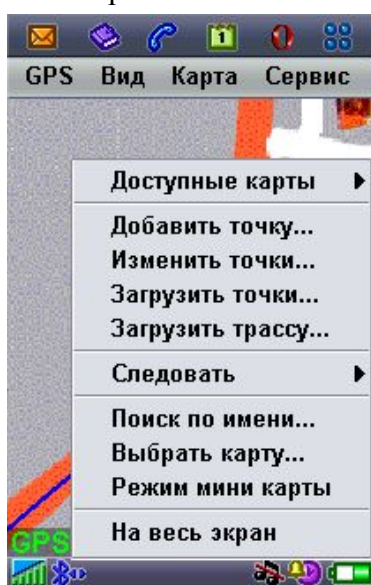 GPS Вид Карта Сервис
Доступные карты
Добавить точку...
Изменить точки...
Загрузить точки...
Загрузить трассу...
Следовать
Поиск по имени...
Выбрать карту...
Режим мини карты
На весь экран
GPS